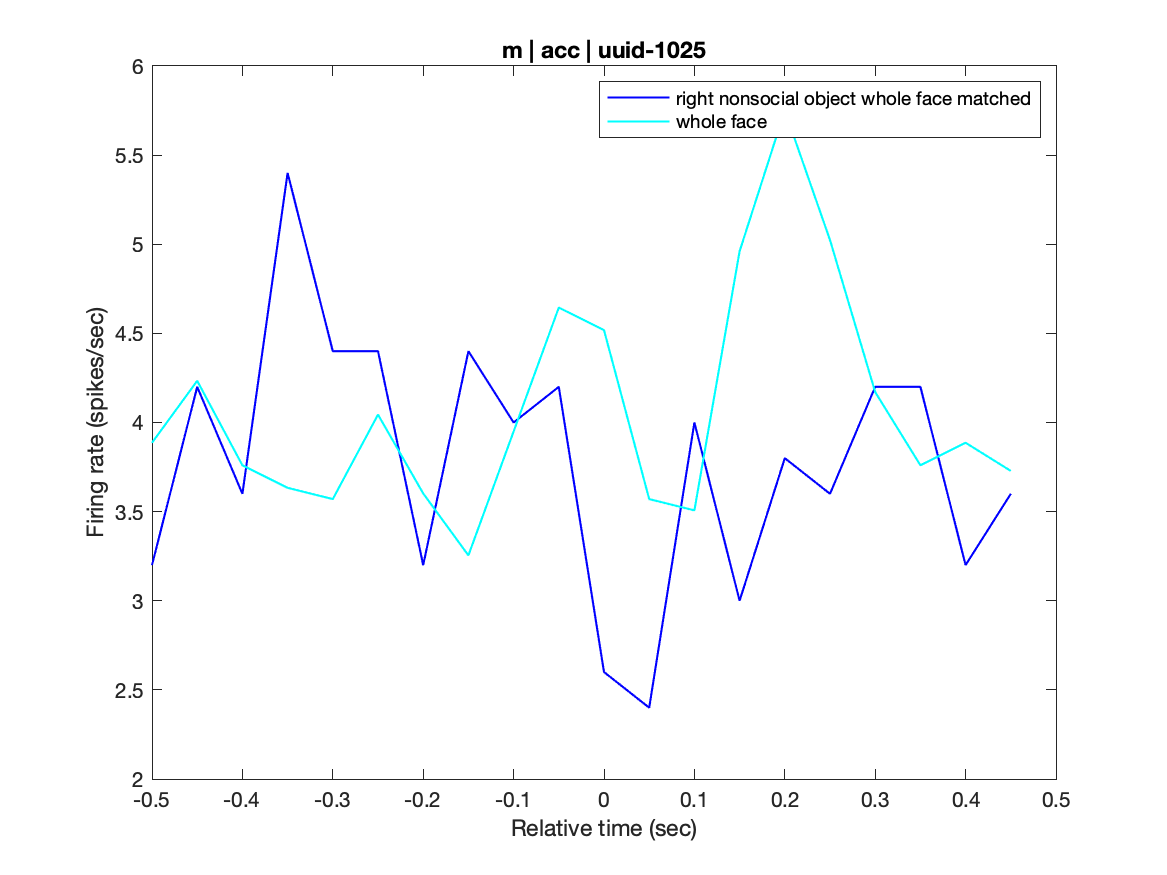 m | acc | uuid-1025
6
right nonsocial object whole face matched
whole face
5.5
5
4.5
4
3.5
3
2.5
2
Firing rate (spikes/sec)
-0.5 -0.4 -0.3 -0.2 -0.1 0 0.1 0.2 0.3 0.4 0.5
Relative time (sec)